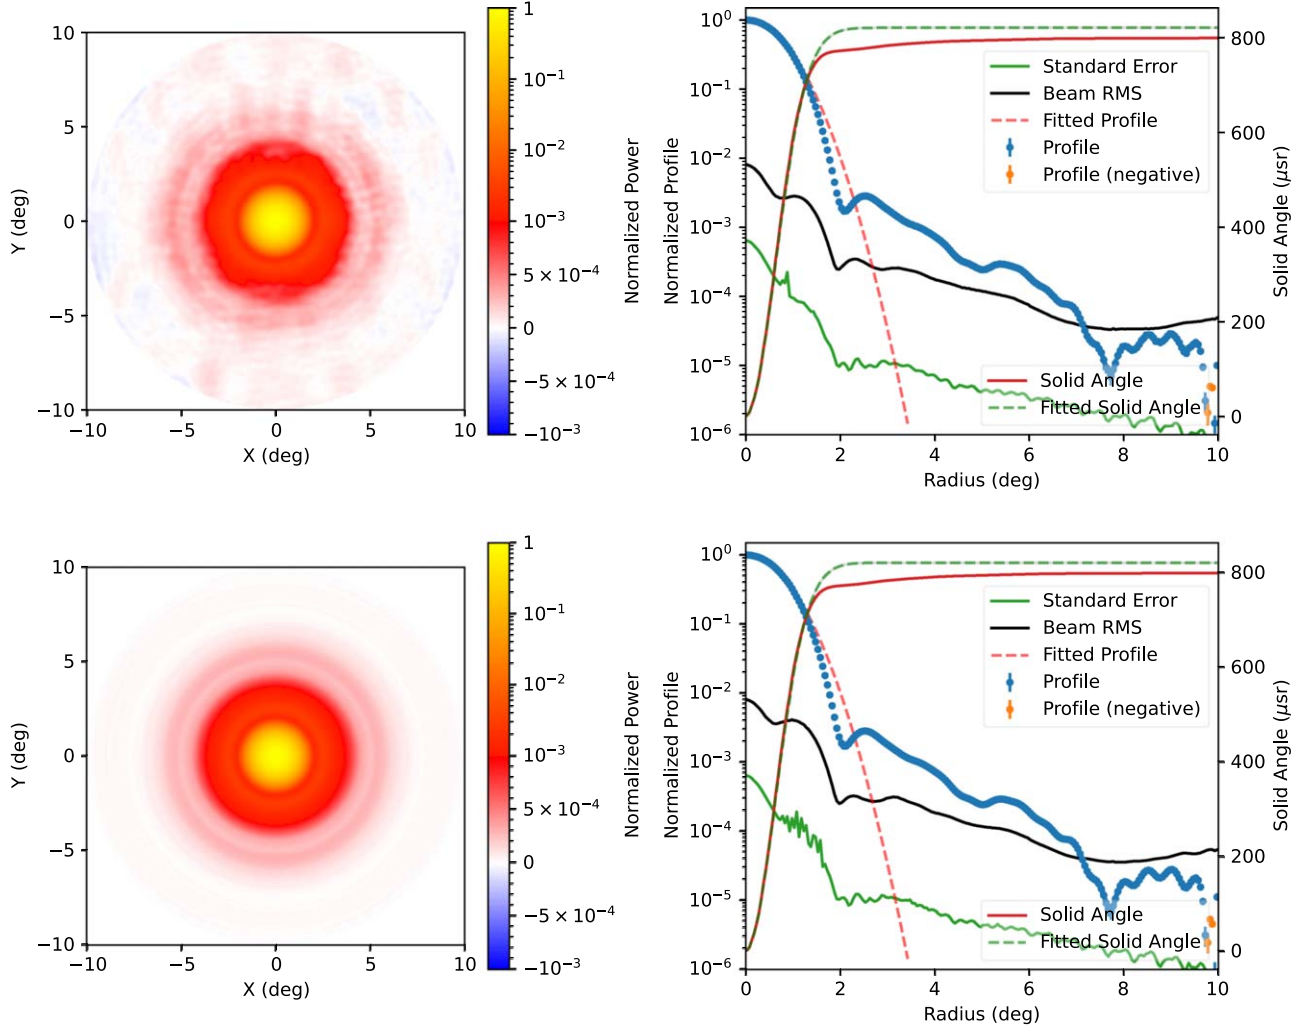 10
5
0
−5
−10
Y (deg)
−10
−5
0
5
10
X (deg)
1
10⁻¹
10⁻²
10⁻³
5 × 10⁻⁴
0
−5 × 10⁻⁴
−10⁻³
Normalized Power
10⁰
10⁻¹
10⁻²
10⁻³
10⁻⁴
10⁻⁵
10⁻⁶
Normalized Profile
Standard Error
Beam RMS
Fitted Profile
Profile
Profile (negative)
Solid Angle
Fitted Solid Angle
0
2
4
6
8
10
Radius (deg)
800
600
400
200
0
Solid Angle (μsr)
10
5
0
−5
−10
Y (deg)
−10
−5
0
5
10
X (deg)
1
10⁻¹
10⁻²
10⁻³
5 × 10⁻⁴
0
−5 × 10⁻⁴
−10⁻³
Normalized Power
10⁰
10⁻¹
10⁻²
10⁻³
10⁻⁴
10⁻⁵
10⁻⁶
Normalized Profile
Standard Error
Beam RMS
Fitted Profile
Profile
Profile (negative)
Solid Angle
Fitted Solid Angle
0
2
4
6
8
10
Radius (deg)
800
600
400
200
0
Solid Angle (μsr)